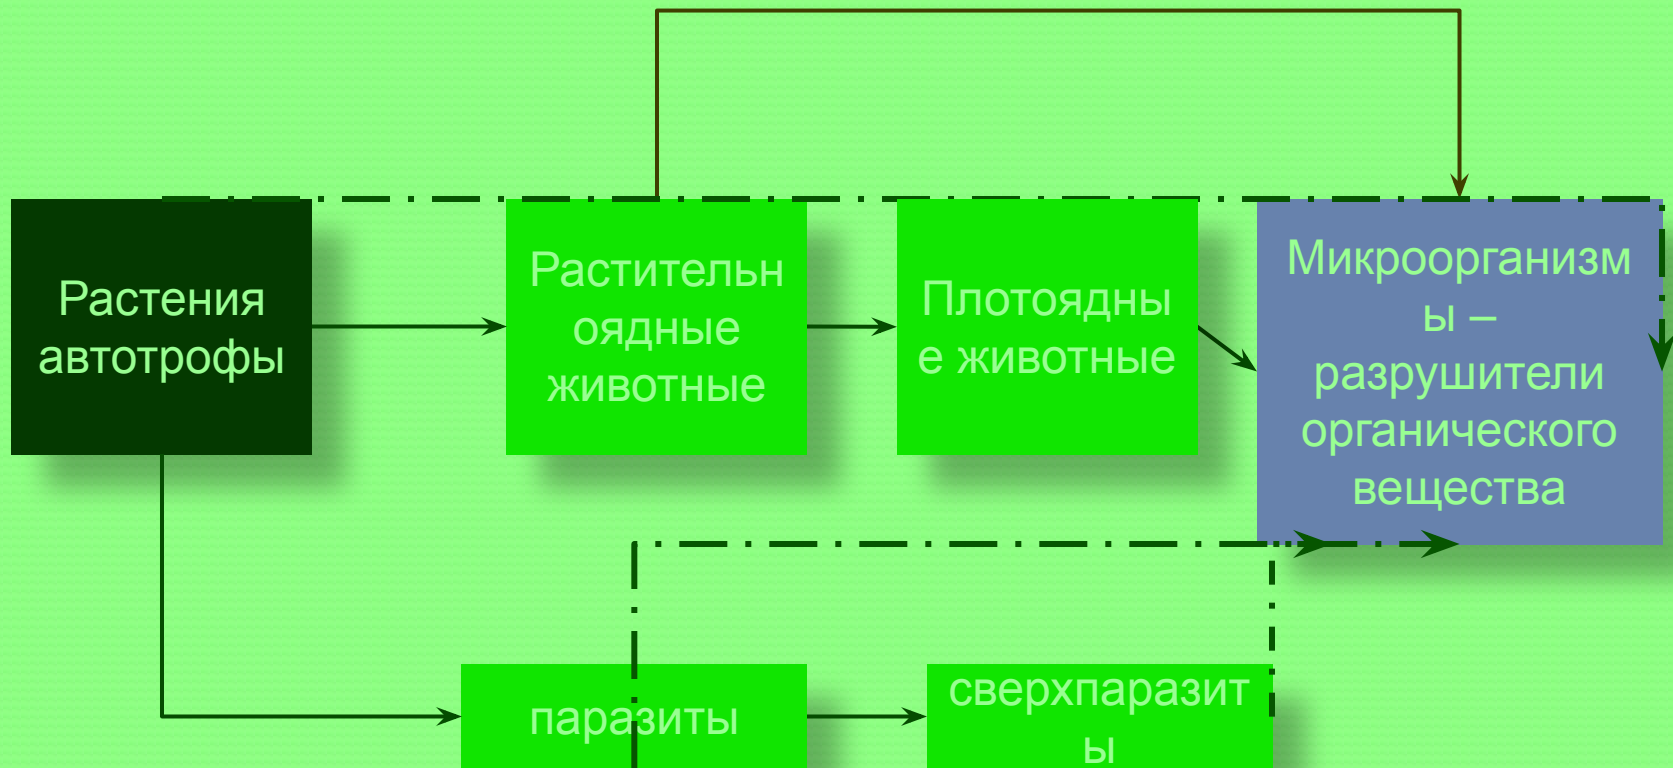 Растения
автотрофы
Растительн
оядные
животные
Плотоядны
е животные
Микроорганизм
ы –
разрушители
органического
вещества
паразиты
сверхпаразит
ы